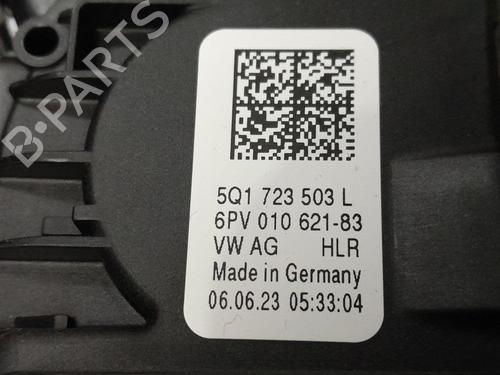 B-PARTS
5Q1 723 503 L
6PV 010 621-83
VW AG HLR
Made in Germany
06.06.23 05:33:04